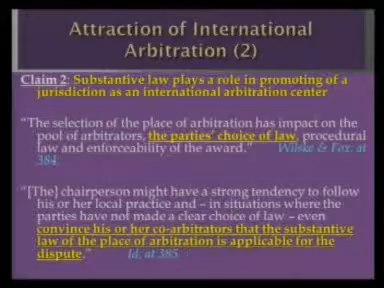 Attraction of International
Arbitration (2)
Claim 2: Substantive law plays a role in promoting of a
jurisdiction as an international arbitration center
"The selection of the place of arbitration has impact on the
pool of arbitrators, the parties' choice of law, procedural
law and enforceability of the award." Wilske & Fox; at
384.
"[The] chairperson might have a strong tendency to follow
his or her local practice and – in situations where the
parties have not made a clear choice of law – even
convince his or her co-arbitrators that the substantive
law of the place of arbitration is applicable for the
dispute." Id. at 385.